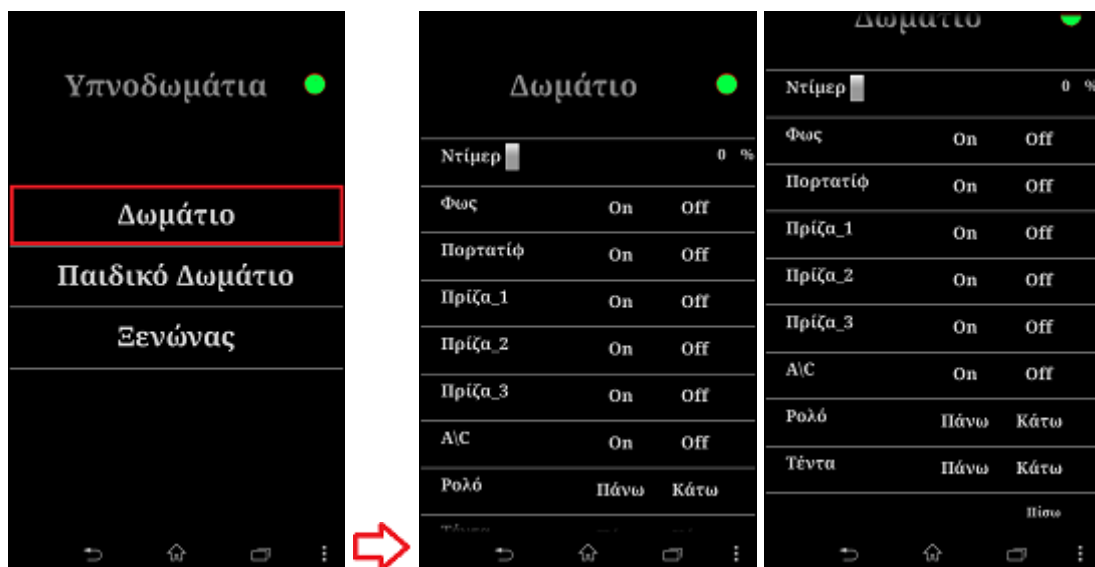 Υπνοδωμάτια
Δωμάτιο
Παιδικό Δωμάτιο
Ξενώνας
Δωμάτιο
Ντίμερ 0 %
Φως On Off
Πορτατίφ On Off
Πρίζα_1 On Off
Πρίζα_2 On Off
Πρίζα_3 On Off
A\C On Off
Ρολό Πάνω Κάτω
Δωμάτιο
Ντίμερ 0 %
Φως On Off
Πορτατίφ On Off
Πρίζα_1 On Off
Πρίζα_2 On Off
Πρίζα_3 On Off
A\C On Off
Ρολό Πάνω Κάτω
Τέντα Πάνω Κάτω
Πίσω